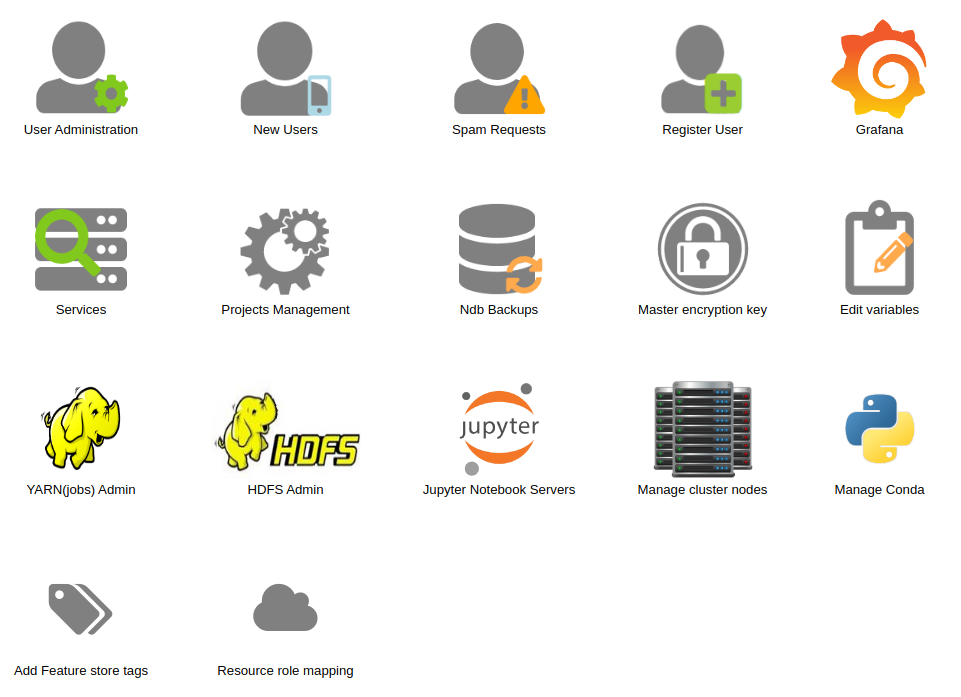 User Administration
New Users
Spam Requests
Register User
Grafana
Services
Projects Management
Ndb Backups
Master encryption key
Edit variables
HDFS
jupyter
YARN(jobs) Admin
HDFS Admin
Jupyter Notebook Servers
Manage cluster nodes
Manage Conda
Add Feature store tags
Resource role mapping